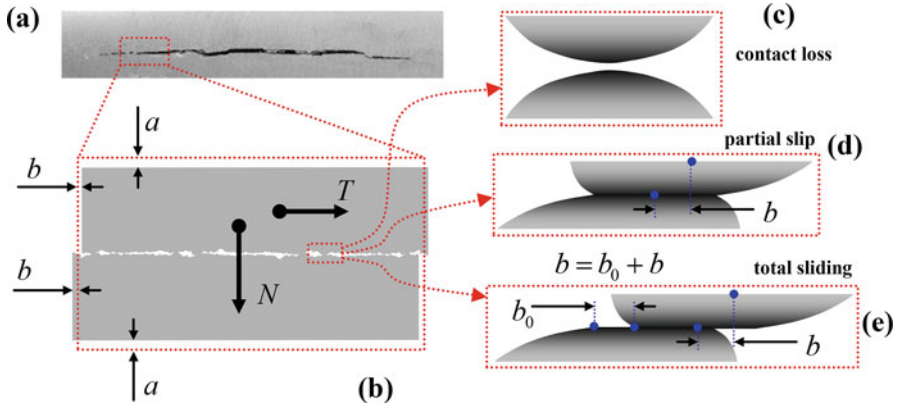 (a)
(c)
contact loss
a
b
T
partial slip
(d)
b
b
N
b = b₀ + b
total sliding
b₀
(e)
b
a
(b)